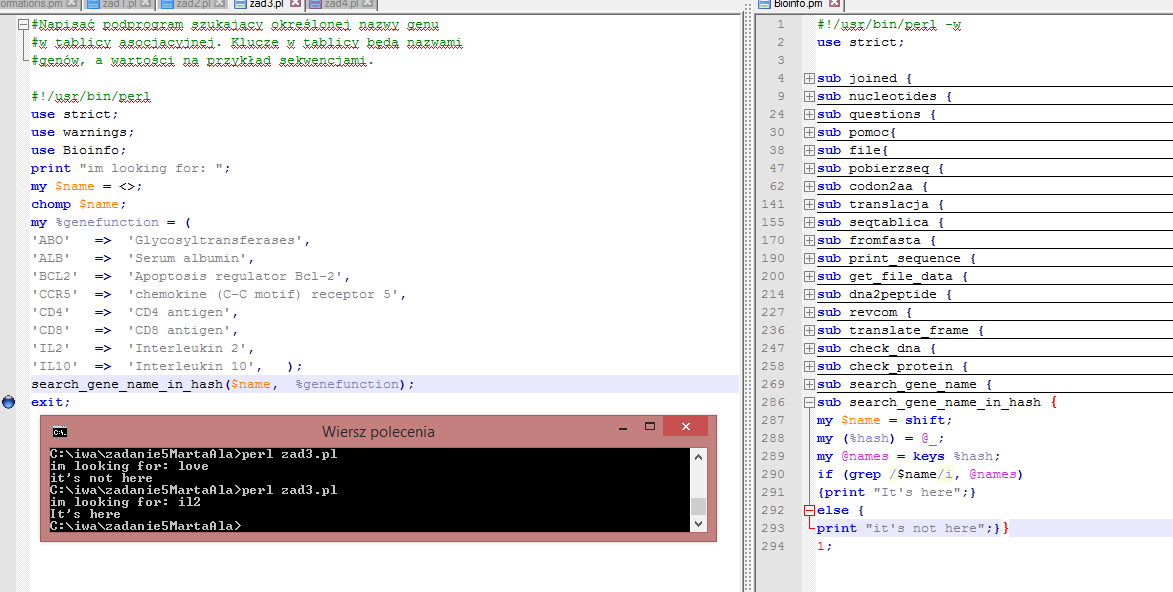 ormations.pm
zad1.pl
zad2.pl
zad3.pl
zad4.pl
#Napisać podprogram szukający określonej nazwy genu
#w tablicy asocjacyjnej. Klucze w tablicy będą nazwami
#genów, a wartości na przykład sekwencjami.
#!/usr/bin/perl
use strict;
use warnings;
use Bioinfo;
print "im looking for: ";
my $name = <>;
chomp $name;
my %genefunction = (
'ABO' => 'Glycosyltransferases',
'ALB' => 'Serum albumin',
'BCL2' => 'Apoptosis regulator Bcl-2',
'CCR5' => 'chemokine (C-C motif) receptor 5',
'CD4' => 'CD4 antigen',
'CD8' => 'CD8 antigen',
'IL2' => 'Interleukin 2',
'IL10' => 'Interleukin 10', );
search_gene_name_in_hash($name, %genefunction);
exit;
C:\.
Wiersz polecenia
C:\iwa\zadanie5MartaAla>perl zad3.pl
im looking for: love
it's not here
C:\iwa\zadanie5MartaAla>perl zad3.pl
im looking for: il2
It's here
C:\iwa\zadanie5MartaAla>
Bioinfo.pm
1 #!/usr/bin/perl -w
2 use strict;
3
4 sub joined {
9 sub nucleotides {
24 sub questions {
30 sub pomoc{
38 sub file{
47 sub pobierzseq {
62 sub codon2aa {
141 sub translacja {
155 sub seqtablica {
170 sub fromfasta {
190 sub print_sequence {
200 sub get_file_data {
214 sub dna2peptide {
227 sub revcom {
236 sub translate_frame {
247 sub check_dna {
258 sub check_protein {
269 sub search_gene_name {
286 sub search_gene_name_in_hash {
287 my $name = shift;
288 my (%hash) = @_;
289 my @names = keys %hash;
290 if (grep /$name/i, @names)
291 {print "It's here";}
292 else {
293 print "it's not here";}}
294 1;